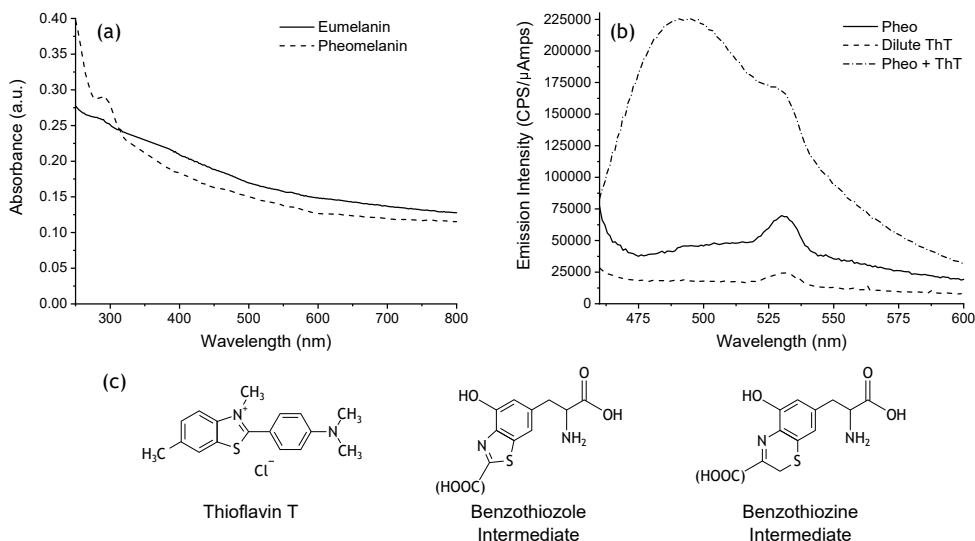 (a)
Eumelanin
Pheomelanin
Absorbance (a.u.)
0.40
0.35
0.30
0.25
0.20
0.15
0.10
0.05
0.00
300 400 500 600 700 800
Wavelength (nm)
(b)
Pheo
Dilute ThT
Pheo + ThT
Emission Intensity (CPS/μAmps)
225000
200000
175000
150000
125000
100000
75000
50000
25000
0
475 500 525 550 575 600
Wavelength (nm)
(c)
CH3
N+
H3C
S
N
CH3
CH3
Cl−
Thioflavin T
HO
O
OH
NH2
N
S
(HOOC)
Benzothiozole
Intermediate
HO
O
OH
NH2
N
S
(HOOC)
Benzothiozine
Intermediate